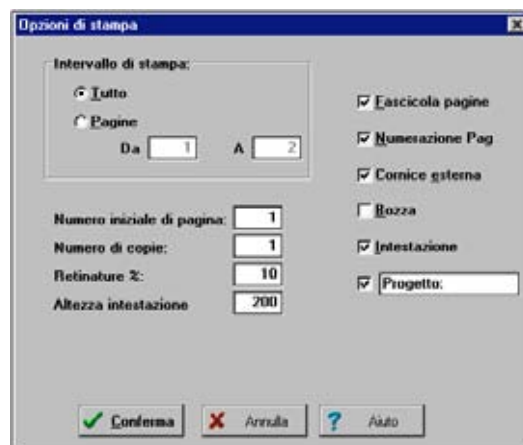 Opzioni di stampa
Intervallo di stampa:
Tutto
Pagine
Da 1 A 2
Numero iniziale di pagina: 1
Numero di copie: 1
Retinature %: 10
Altezza intestazione 200
Fascicola pagine
Numerazione Pag
Cornice esterna
Bozza
Intestazione
Progetto:
Conferma
Annulla
? Aiuto